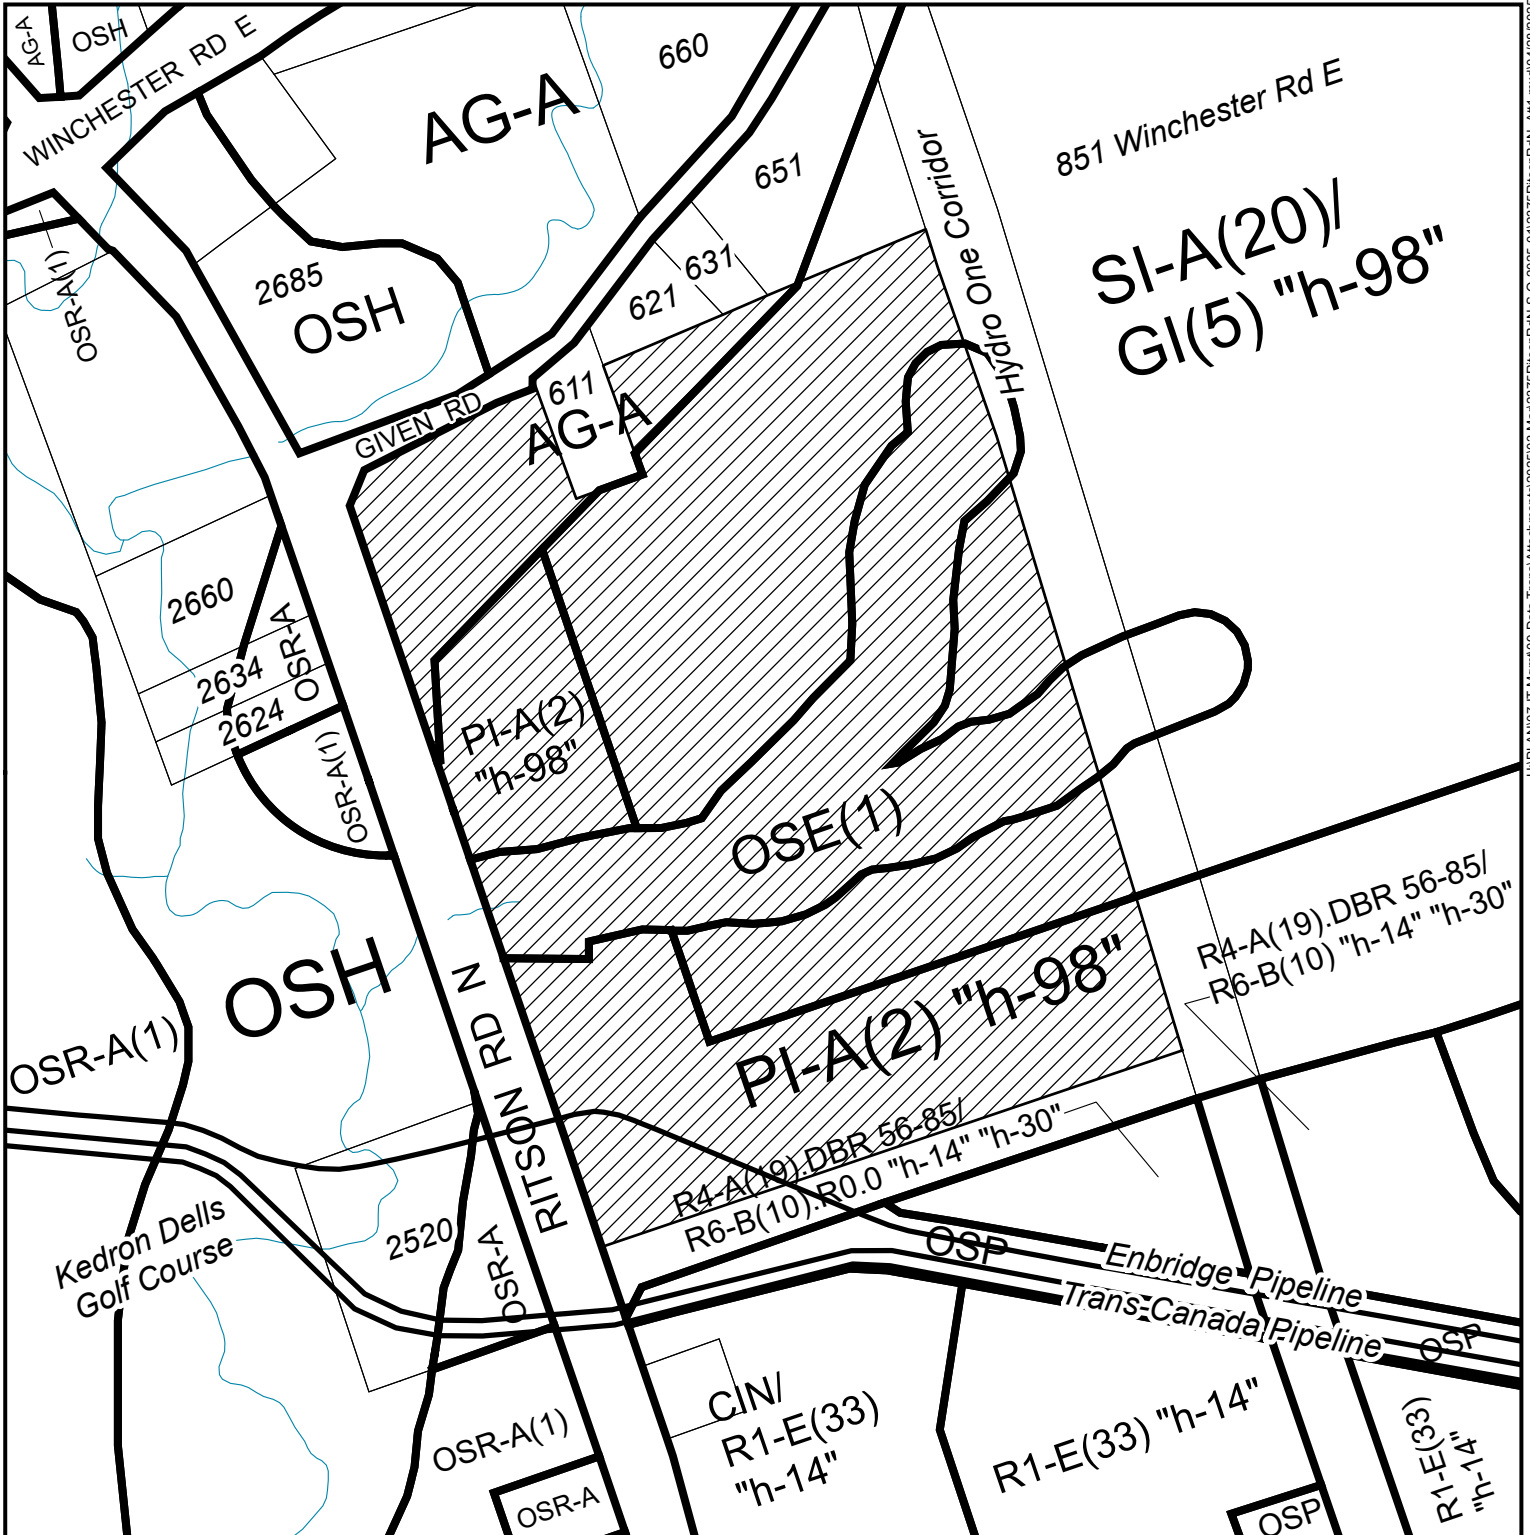 AG-A
OSH
WINCHESTER RD E
AG-A
660
651
631
621
611
AG-A
Hydro One Corridor
851 Winchester Rd E
SI-A(20)/
GI(5) "h-98"
OSR-A(1)
2685
OSH
GIVEN RD
2660
2634
2624
OSR-A
OSR-A(1)
PI-A(2)
"h-98"
OSE(1)
OSH
OSR-A(1)
RITSON RD N
PI-A(2) "h-98"
R4-A(19).DBR 56-85/
R6-B(10) "h-14" "h-30"
R4-A(19).DBR 56-85/
R6-B(10).R0.0 "h-14" "h-30"
Kedron Dells
Golf Course
2520
OSR-A
OSP
Enbridge Pipeline
Trans-Canada Pipeline
OSP
CIN/
R1-E(33)
"h-14"
R1-E(33) "h-14"
R1-E(33)
"h-14"
OSR-A(1)
OSR-A
OSP